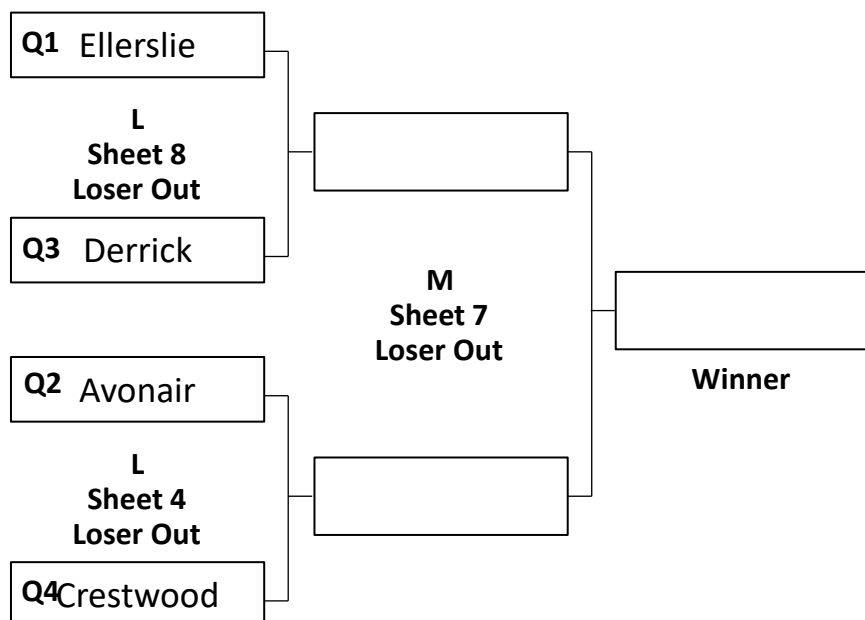 Q1 Ellerslie
L
Sheet 8
Loser Out
Q3 Derrick
M
Sheet 7
Loser Out
Winner
Q2 Avonair
L
Sheet 4
Loser Out
Q4 Crestwood